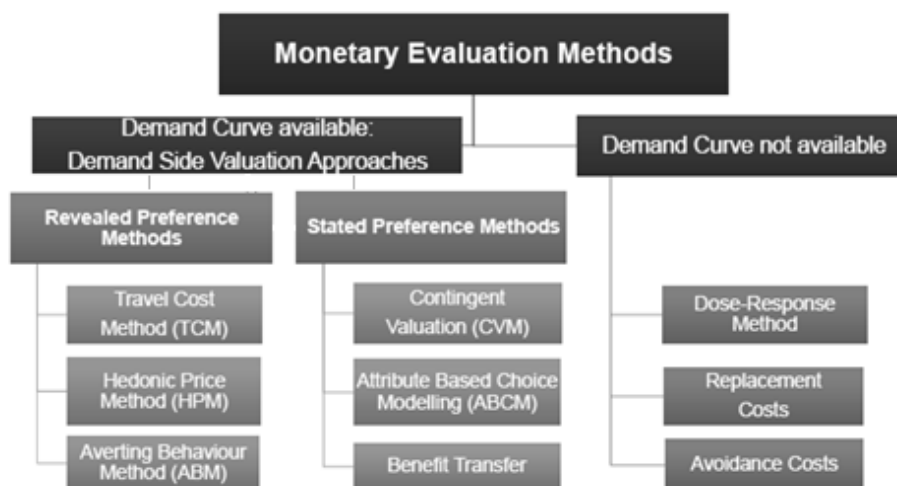 Monetary Evaluation Methods
Demand Curve available:
Demand Side Valuation Approaches
Demand Curve not available
Revealed Preference
Methods
Stated Preference Methods
Travel Cost
Method (TCM)
Hedonic Price
Method (HPM)
Averting Behaviour
Method (ABM)
Contingent
Valuation (CVM)
Attribute Based Choice
Modelling (ABCM)
Benefit Transfer
Dose-Response
Method
Replacement
Costs
Avoidance Costs